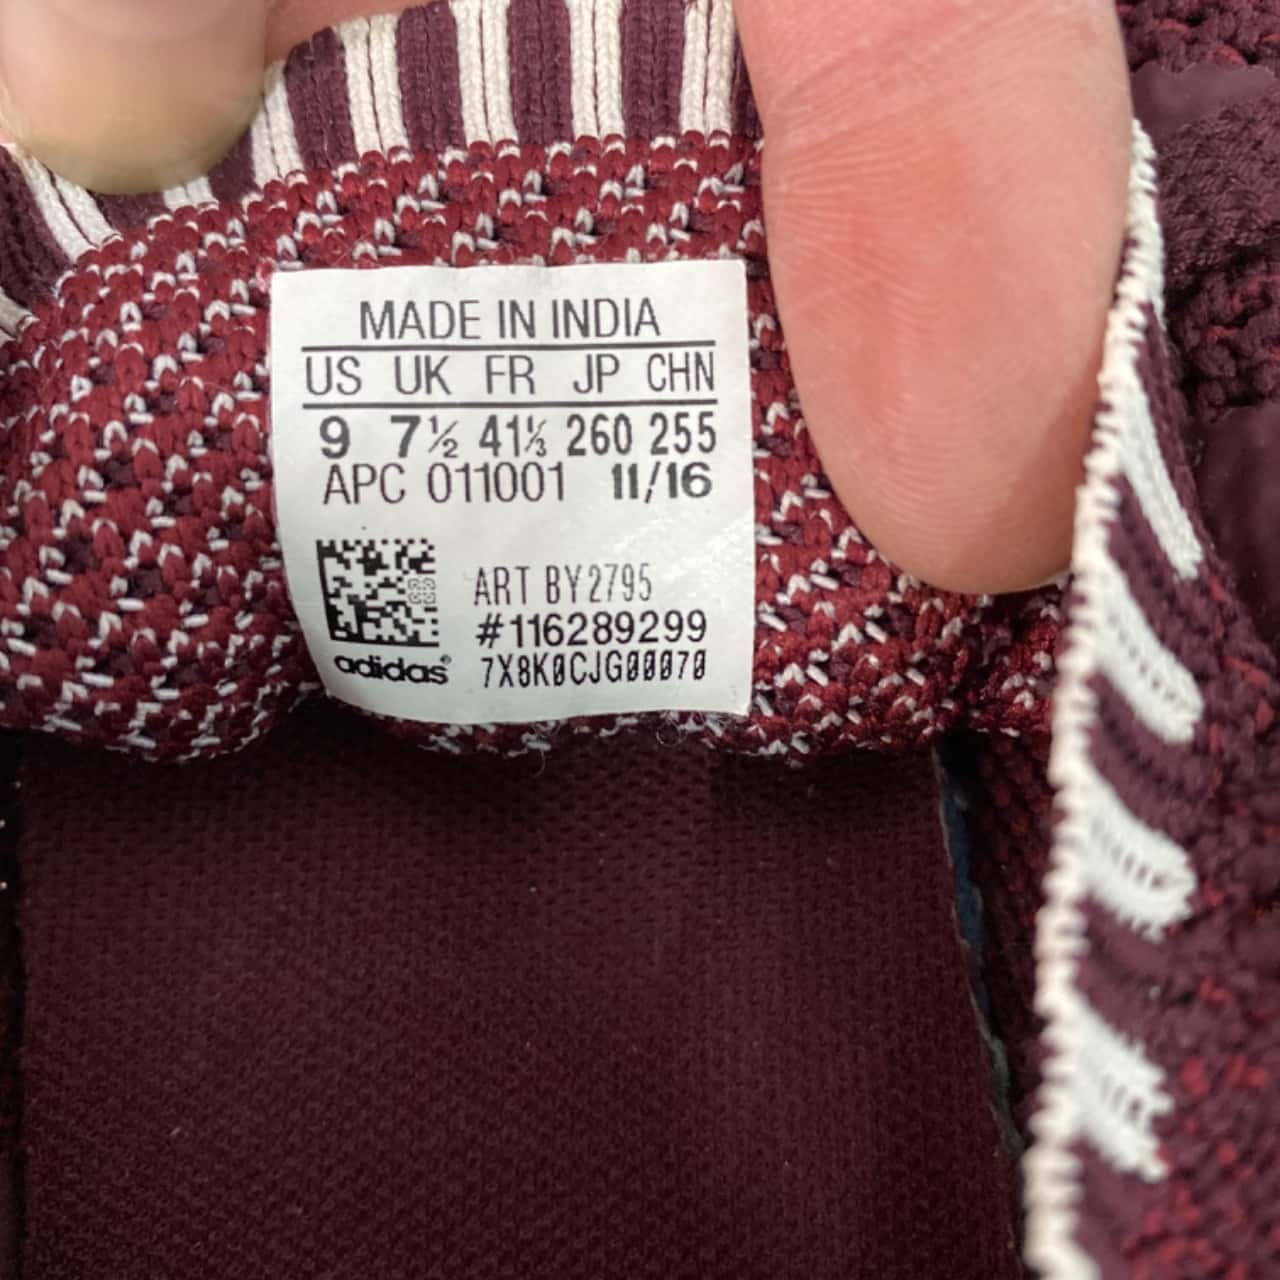 MADE IN INDIA
US UK FR JP CHN
9 7½ 41⅓ 260 255
APC 011001 11/16
ART BY2795
#116289299
adidas® 7X8K0CJG00070